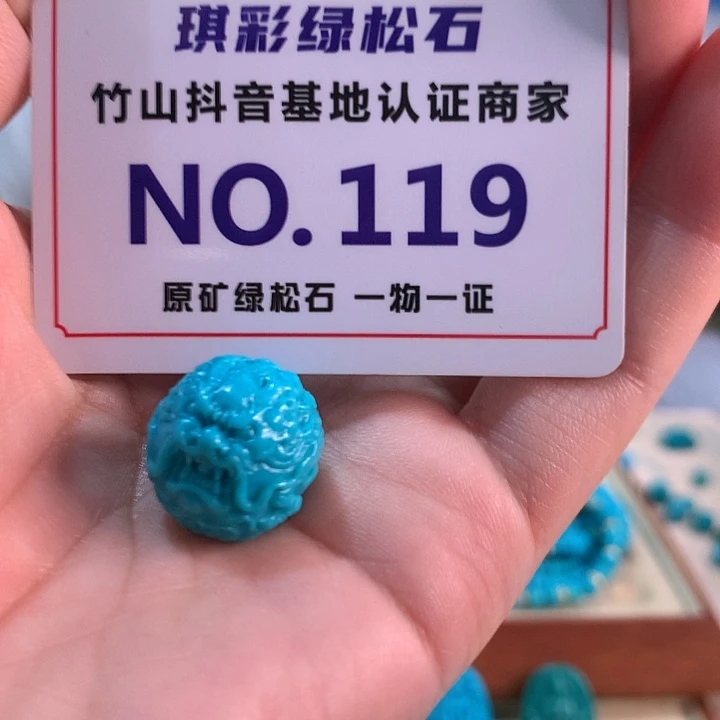 琪彩绿松石
竹山抖音基地认证商家
NO.119
原矿绿松石 一物一证